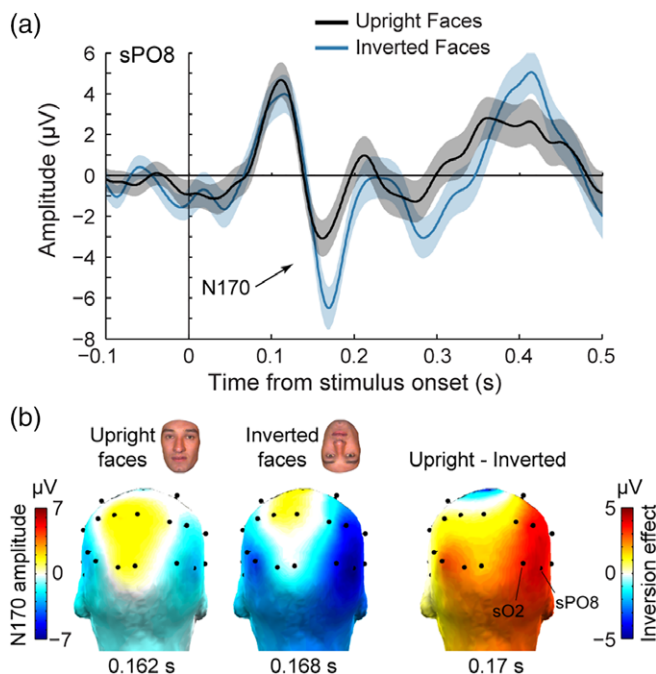 (a)
sPO8
Upright Faces
Inverted Faces
Amplitude (µV)
6
4
2
0
−2
−4
−6
−8
N170
−0.1 0 0.1 0.2 0.3 0.4 0.5
Time from stimulus onset (s)
(b)
Upright faces
Inverted faces
Upright - Inverted
µV
7
0
−7
N170 amplitude
µV
5
0
−5
Inversion effect
sO2
sPO8
0.162 s
0.168 s
0.17 s